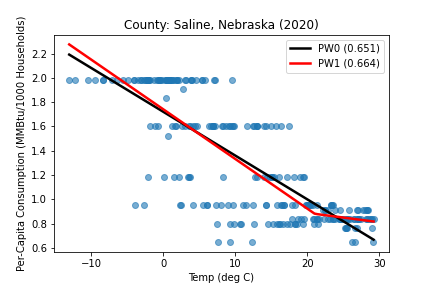 County: Saline, Nebraska (2020)
Per-Capita Consumption (MMBtu/1000 Households)
2.2
2.0
1.8
1.6
1.4
1.2
1.0
0.8
0.6
PW0 (0.651)
PW1 (0.664)
−10 0 10 20 30
Temp (deg C)